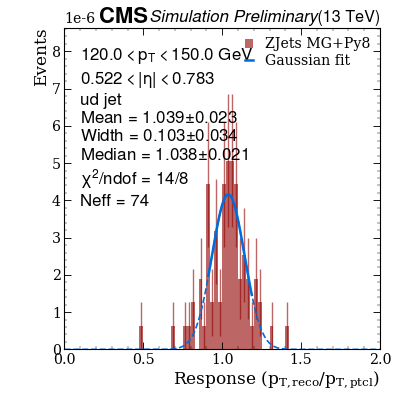 1e-6 CMS Simulation Preliminary (13 TeV)
Events
120.0 < pT < 150.0 GeV
0.522 < |η| < 0.783
ud jet
Mean = 1.039±0.023
Width = 0.103±0.034
Median = 1.038±0.021
χ²/ndof = 14/8
Neff = 74
ZJets MG+Py8
Gaussian fit
8
7
6
5
4
3
2
1
0
0.0 0.5 1.0 1.5 2.0
Response (pT,reco/pT,ptcl)